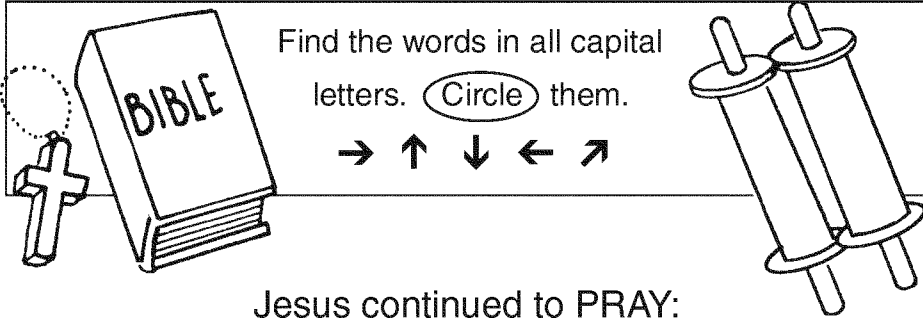 BIBLE
Find the words in all capital
letters. Circle them.
→ ↑ ↓ ← ↗
Jesus continued to PRAY: